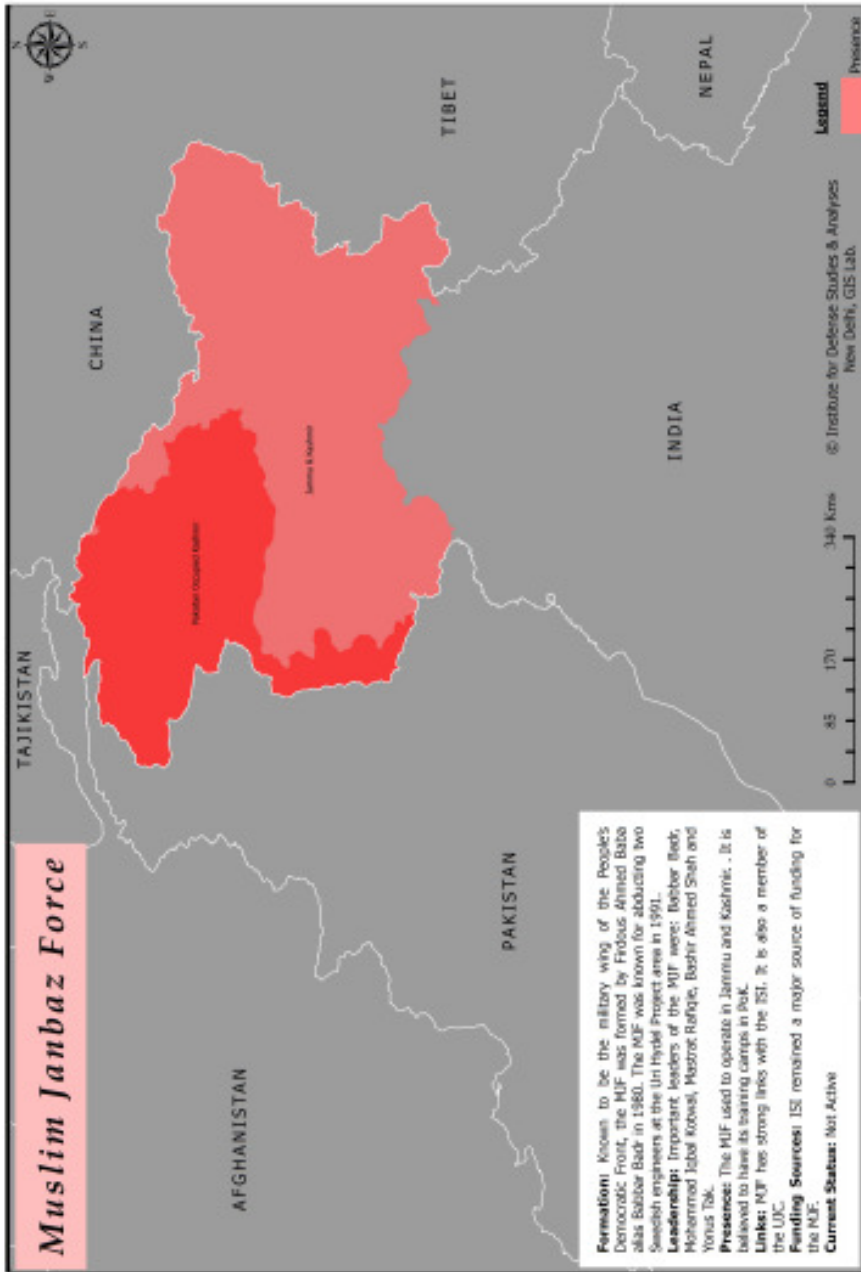 Muslim Janbaz Force
N
W
E
S
TAJIKISTAN
CHINA
AFGHANISTAN
Pakistan Occupied Kashmir
Jammu & Kashmir
TIBET
PAKISTAN
INDIA
NEPAL
Formation: Known to be the military wing of the People's
Democratic Front, the MJF was formed by Firdous Ahmed Baba
alias Babbar Badr in 1980. The MJF was known for abducting two
Swedish engineers at the Uri Hydel Project area in 1991.
Leadership: Important leaders of the MJF were: Babbar Badr,
Mohammad Iqbal Kotwal, Mastrat Rafiqie, Bashir Ahmed Shah and
Yonus Tak.
Presence: The MJF used to operate in Jammu and Kashmir. . It is
believed to have its training camps in PoK.
Links: MJF has strong links with the ISI. It is also a member of
the UJC.
Funding Sources: ISI remained a major source of funding for
the MJF.
Current Status: Not Active
0 85 170 340 Kms
© Institute for Defense Studies & Analyses
New Delhi, GIS Lab.
Legend
Presence